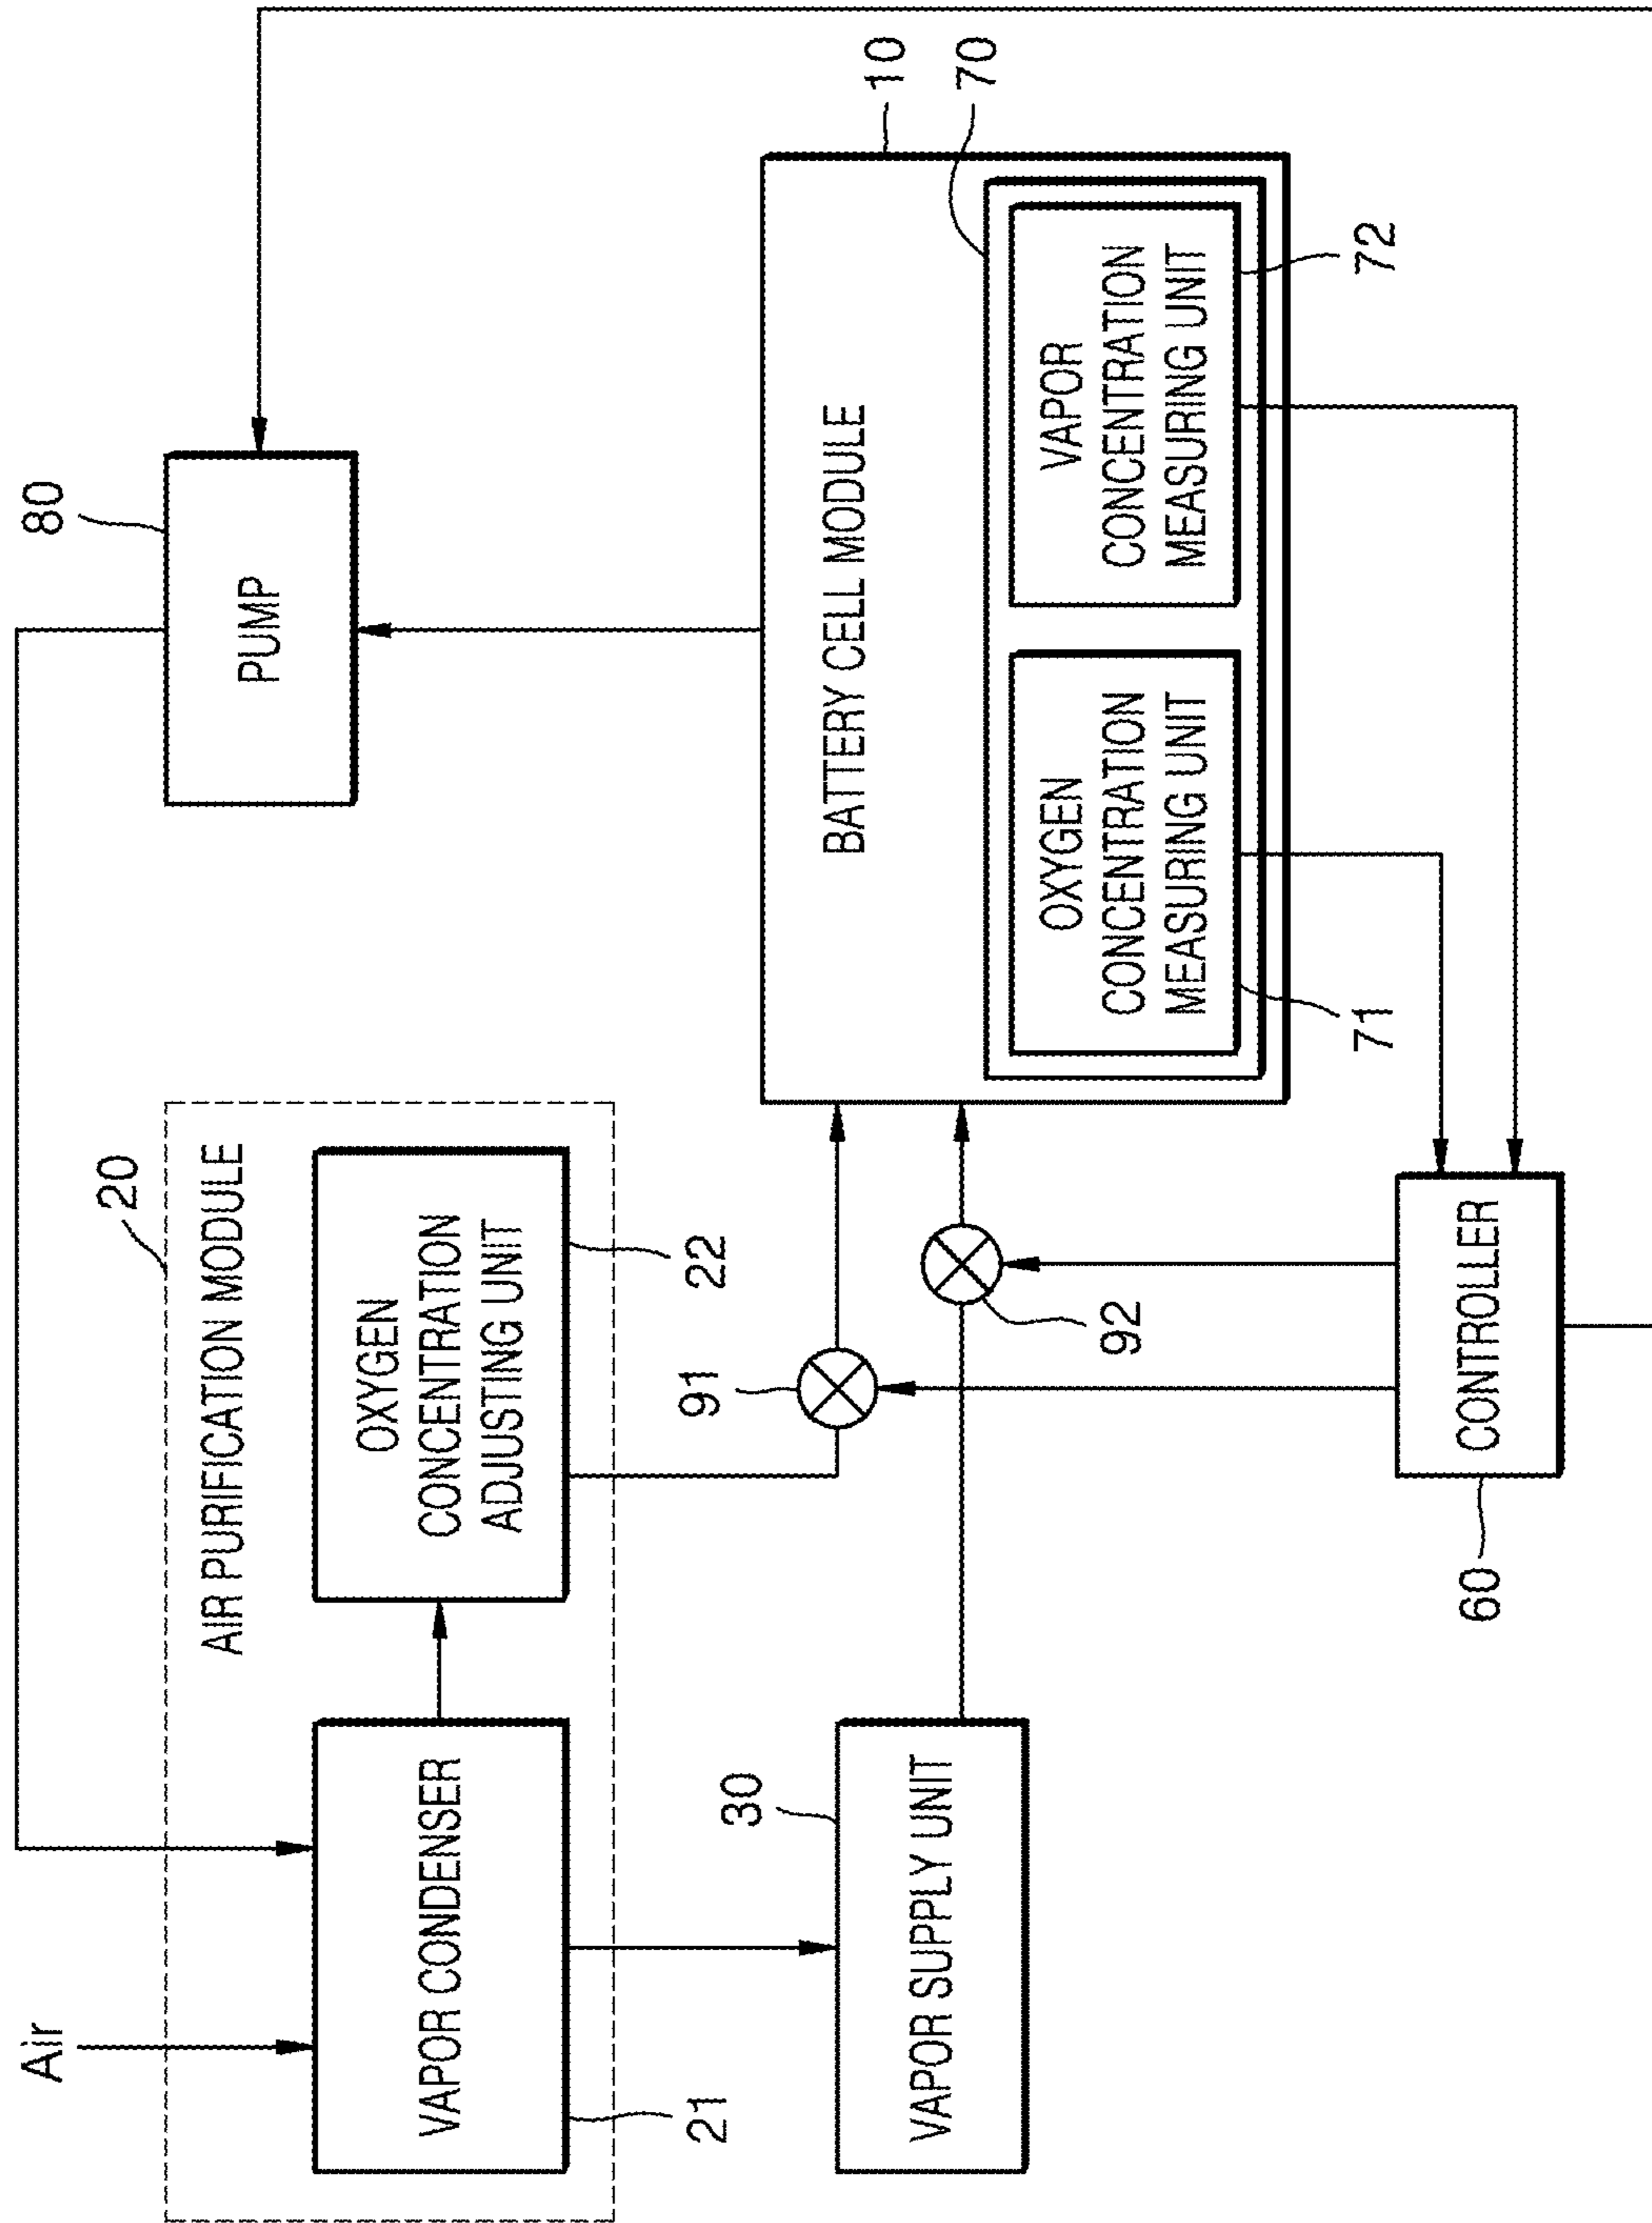 20
AIR PURIFICATION MODULE
Air
VAPOR CONDENSER
21
OXYGEN
CONCENTRATION
ADJUSTING UNIT
22
80
PUMP
30
VAPOR SUPPLY UNIT
91
92
10
70
BATTERY CELL MODULE
OXYGEN
CONCENTRATION
MEASURING UNIT
71
VAPOR
CONCENTRATION
MEASURING UNIT
72
60
CONTROLLER